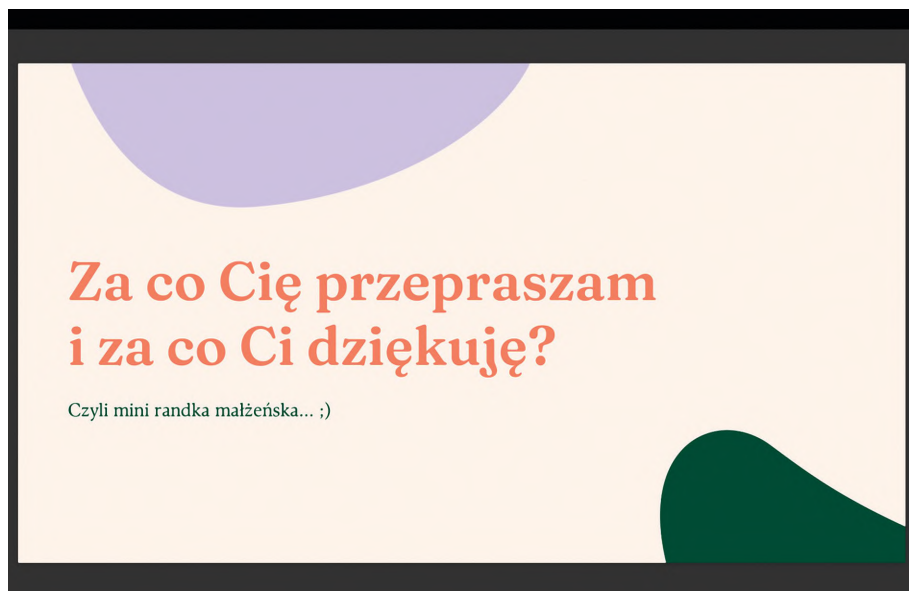 Za co Cię przepraszam
i za co Ci dziękuję?
Czyli mini randka małżeńska... ;)